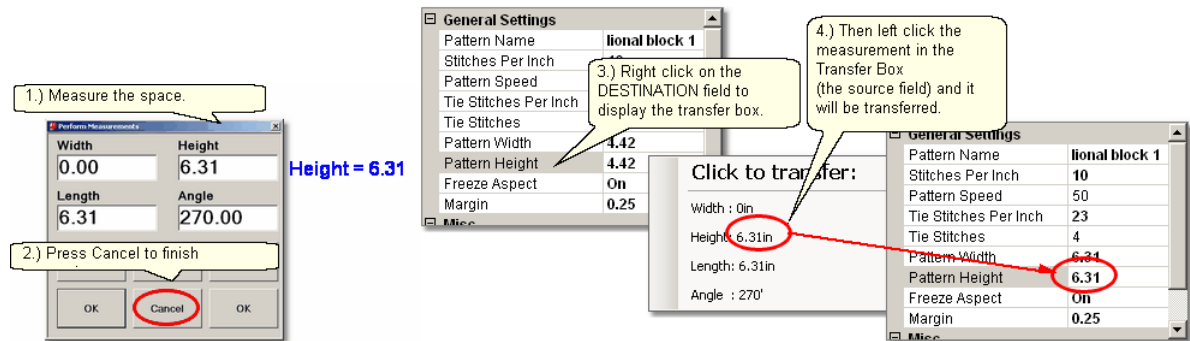 1.) Measure the space.
Perform Measurements
Width Height
0.00 6.31
Length Angle
6.31 270.00
2.) Press Cancel to finish
OK Cancel OK
Height = 6.31
General Settings
Pattern Name lional block 1
Stitches Per Inch
Pattern Speed
Tie Stitches Per Inch
Tie Stitches
Pattern Width 4.42
Pattern Height 4.42
Freeze Aspect On
Margin 0.25
Misc
3.) Right click on the
DESTINATION field to
display the transfer box.
4.) Then left click the
measurement in the
Transfer Box
(the source field) and it
will be transferred.
Click to transfer:
Width : 0in
Height: 6.31in
Length: 6.31in
Angle : 270'
General Settings
Pattern Name lional block 1
Stitches Per Inch 10
Pattern Speed 50
Tie Stitches Per Inch 23
Tie Stitches 4
Pattern Width 6.31
Pattern Height 6.31
Freeze Aspect On
Margin 0.25
Misc